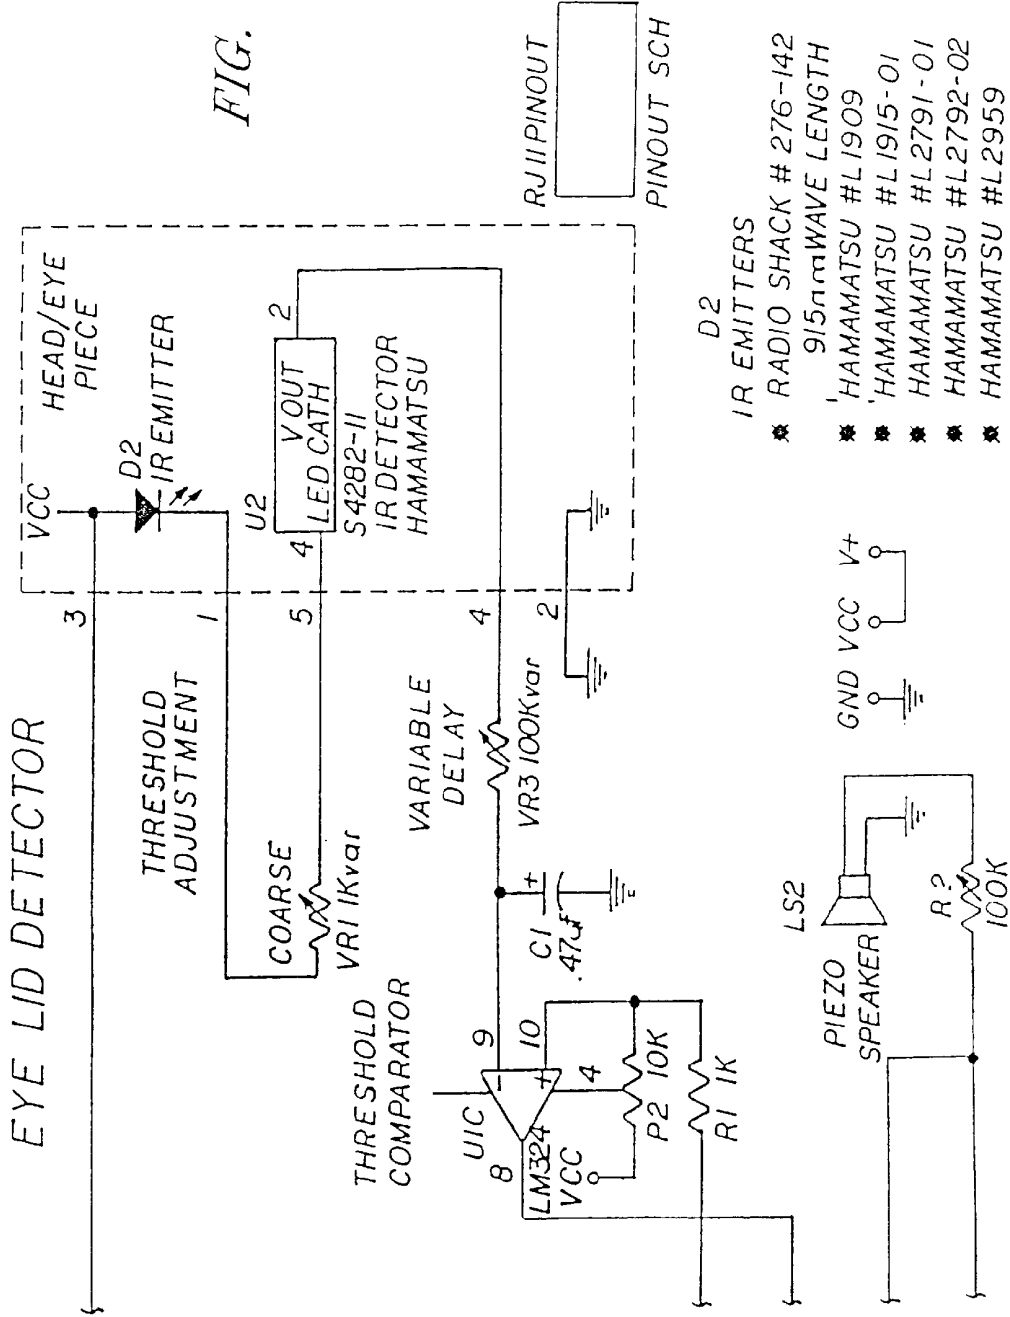 EYE LID DETECTOR
FIG.
VCC
HEAD/EYE
PIECE
3
D2
IR EMITTER
1
THRESHOLD
ADJUSTMENT
U2
2
4
V OUT
LED CATH
S4282-11
IR DETECTOR
HAMAMATSU
5
COARSE
VR1 1Kvar
4
VARIABLE
DELAY
VR3 100Kvar
2
THRESHOLD
COMPARATOR
9
U1C
8
10
LM324
4
VCC
C1
.47uf
P2 10K
R1 1K
RJ11PINOUT
PINOUT SCH
D2
IR EMITTERS
RADIO SHACK # 276-142
915nmWAVE LENGTH
'HAMAMATSU #L1909
'HAMAMATSU #L1915-01
HAMAMATSU #L2791-01
HAMAMATSU #L2792-02
HAMAMATSU #L2959
LS2
PIEZO
SPEAKER
R2
100K
GND VCC V+